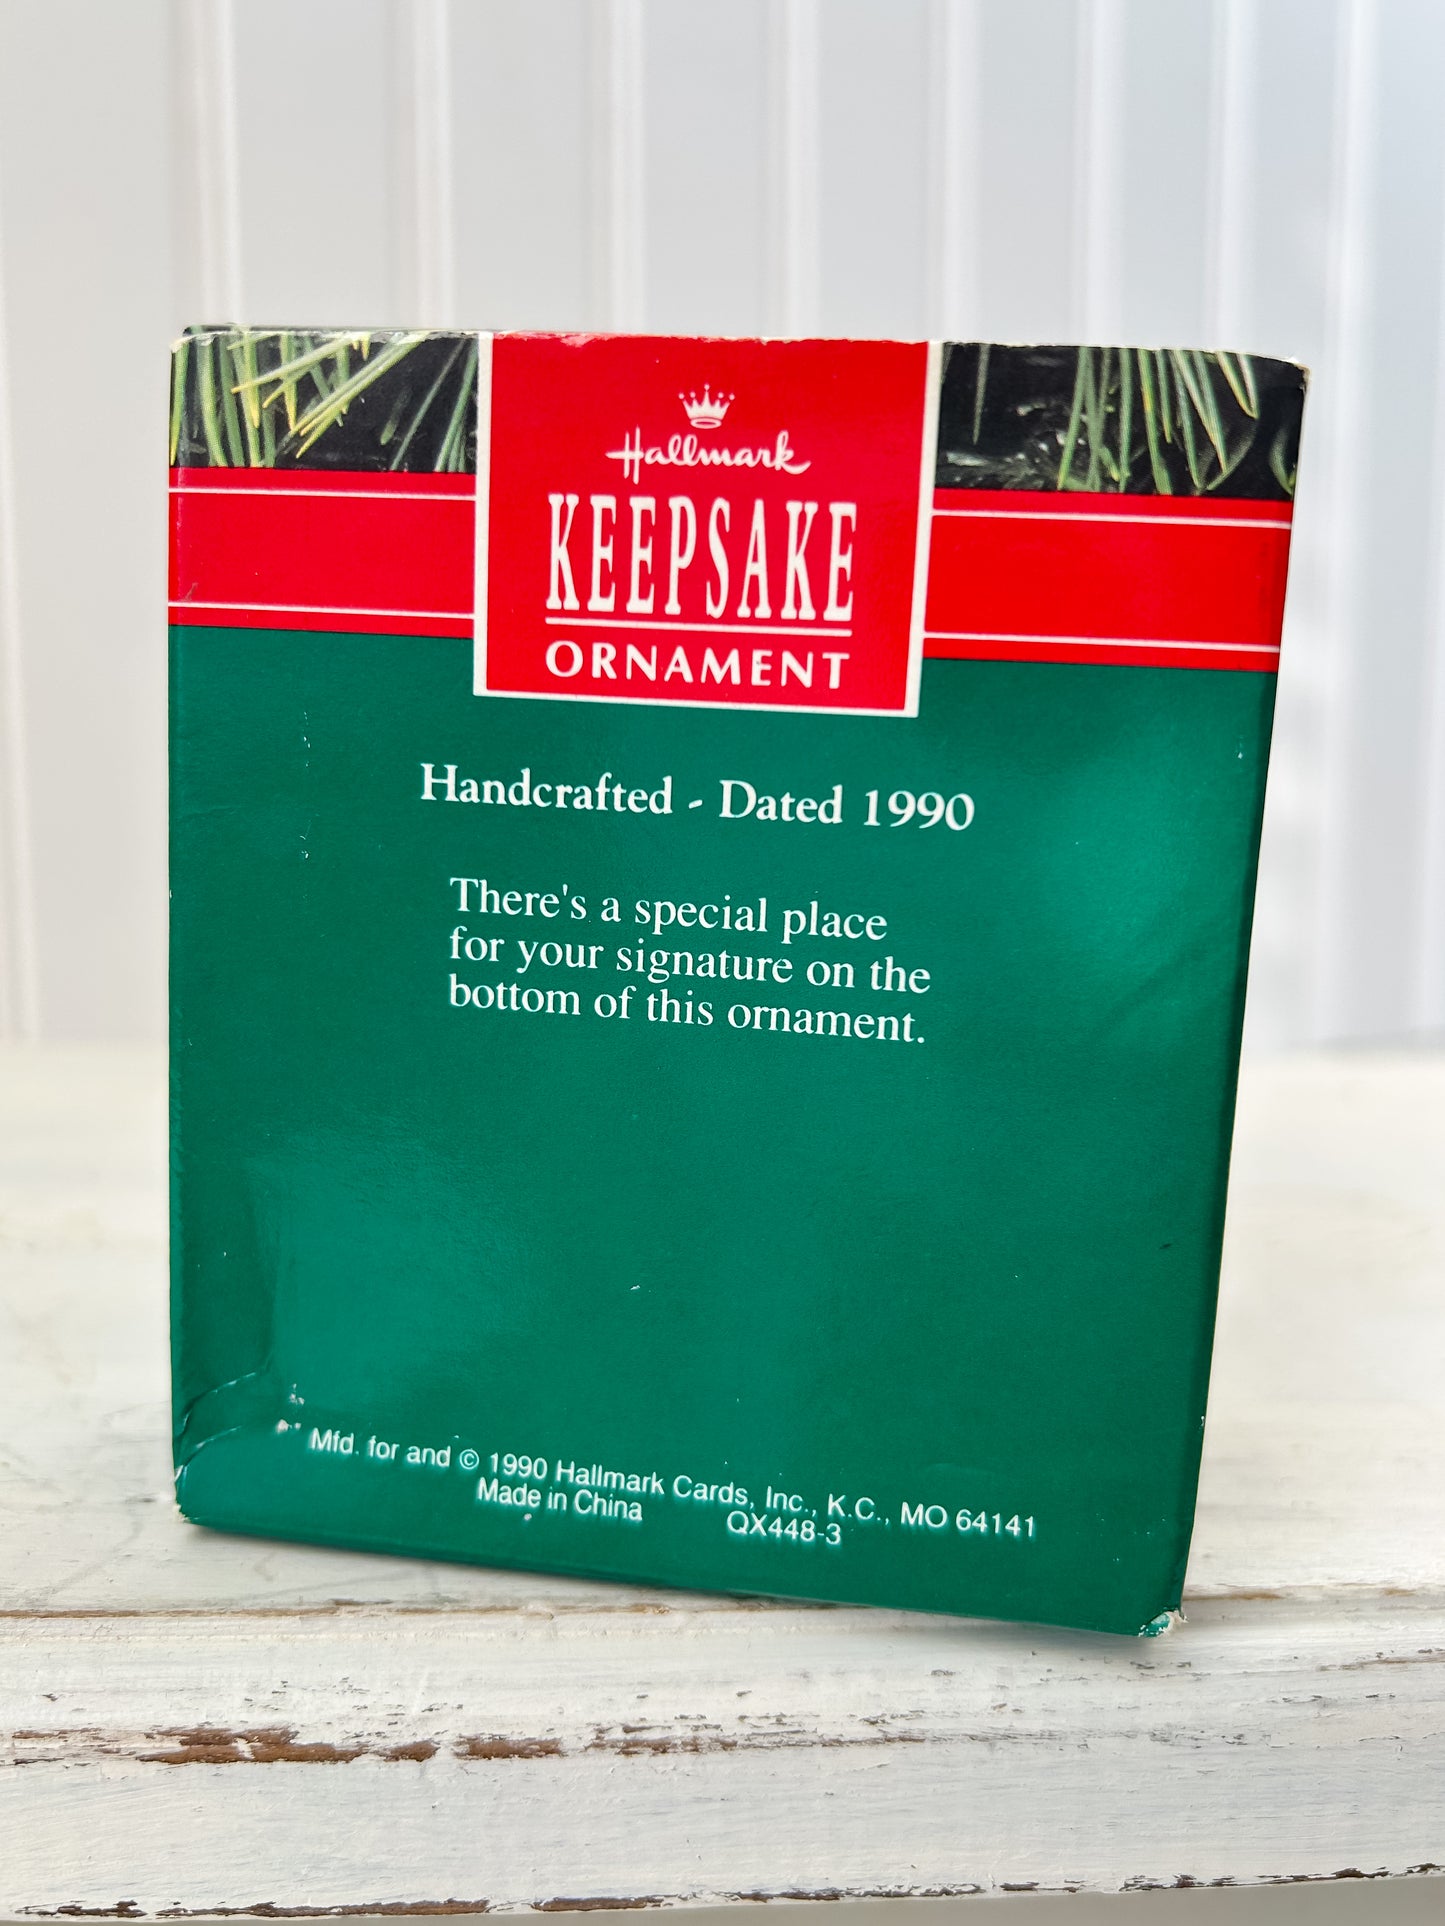 Hallmark
KEEPSAKE
ORNAMENT
Handcrafted - Dated 1990
There's a special place
for your signature on the
bottom of this ornament.
Mfd. for and © 1990 Hallmark Cards, Inc., K.C., MO 64141
Made in China QX448-3